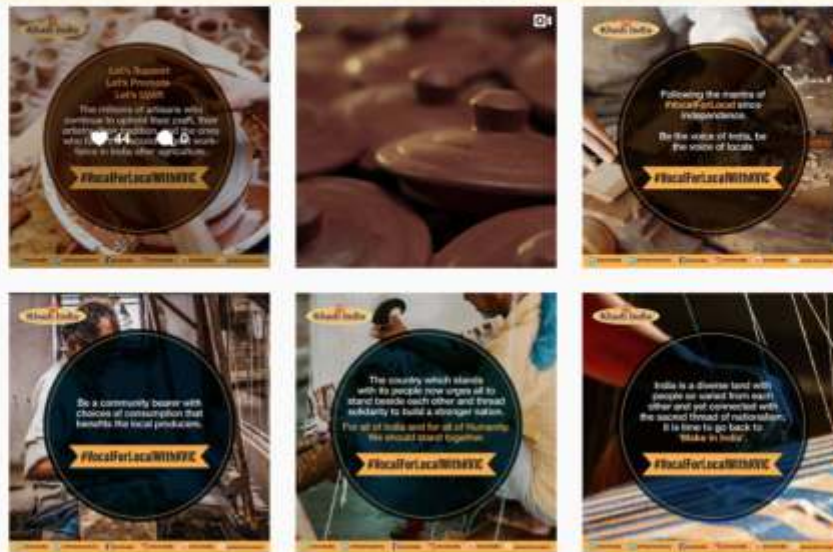 Khadi India
Let's Support
Let's Promote
Let's Uplift
The millions of artisans who
continue to uphold their craft, their
who
force in India after agriculture.
44
0
#VocalForLocalWithKVIC
Khadi India
Following the mantra of
#VocalForLocal since
independence.
Be the voice of India, be
the voice of locals
#VocalForLocalWithKVIC
Khadi India
Be a community bearer with
choices of consumption that
benefits the local producers.
#VocalForLocalWithKVIC
Khadi India
The country which stands
with its people now urges all to
stand beside each other and thread
solidarity to build a stronger nation.
For all of India and for all of Humanity
We should stand together.
#VocalForLocalWithKVIC
Khadi India
India is a diverse land with
people so varied from each
other and yet connected with
the sacred thread of nationalism.
It is time to go back to
'Make in India'.
#VocalForLocalWithKVIC